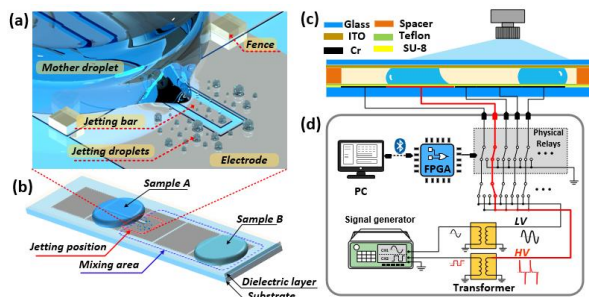 (a)
Fence
Mother droplet
Jetting bar
Jetting droplets
Electrode
(b)
Sample A
Sample B
Jetting position
Mixing area
Dielectric layer
Substrate
(c)
Glass
Spacer
ITO
Teflon
Cr
SU-8
(d)
Physical
Relays
PC
FPGA
Signal generator
LV
HV
Transformer